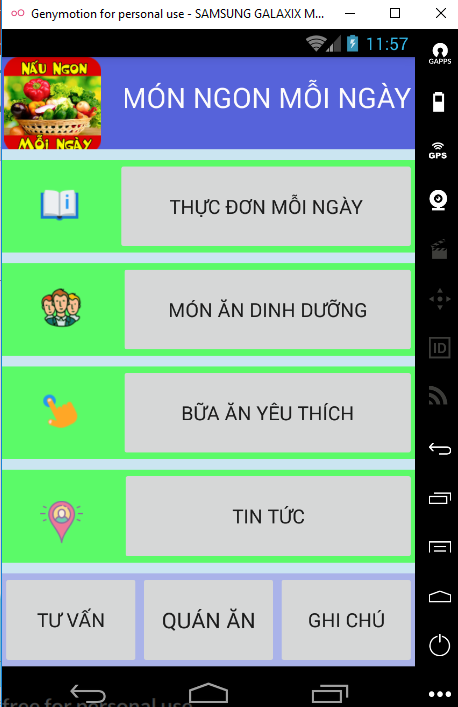 Genymotion for personal use - SAMSUNG GALAXIX M...
11:57
GAPPS
NẤU NGON
MỖI NGÀY
MÓN NGON MỖI NGÀY
GPS
THỰC ĐƠN MỖI NGÀY
MÓN ĂN DINH DƯỠNG
ID
BỮA ĂN YÊU THÍCH
TIN TỨC
TƯ VẤN
QUÁN ĂN
GHI CHÚ
free for personal use